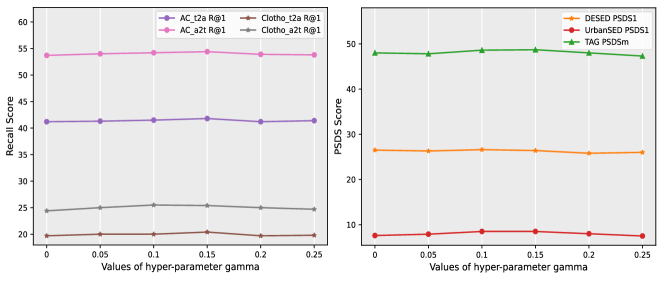 AC_t2a R@1 Clotho_t2a R@1
AC_a2t R@1 Clotho_a2t R@1
60
55
50
45
40
35
30
25
20
Recall Score
0 0.05 0.1 0.15 0.2 0.25
Values of hyper-parameter gamma
DESED PSDS1
UrbanSED PSDS1
TAG PSDSm
50
40
30
20
10
PSDS Score
0 0.05 0.1 0.15 0.2 0.25
Values of hyper-parameter gamma